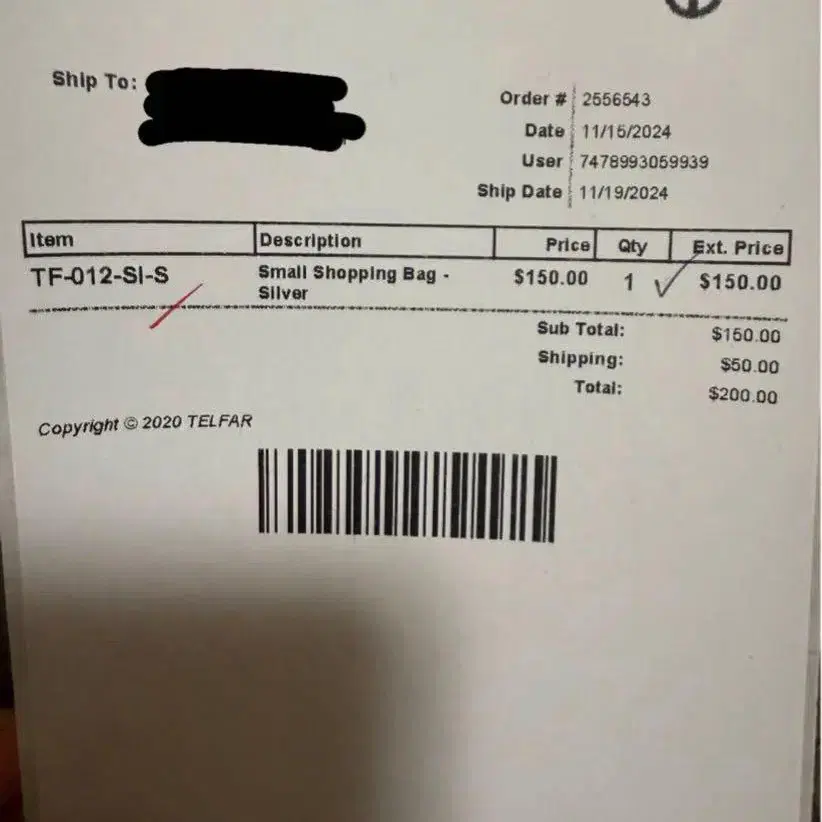 Ship To:
Order # 2556543
Date 11/15/2024
User 7478993059939
Ship Date 11/19/2024
Item Description Price Qty Ext. Price
TF-012-SI-S Small Shopping Bag - $150.00 1 $150.00
Silver
Sub Total: $150.00
Shipping: $50.00
Total: $200.00
Copyright © 2020 TELFAR